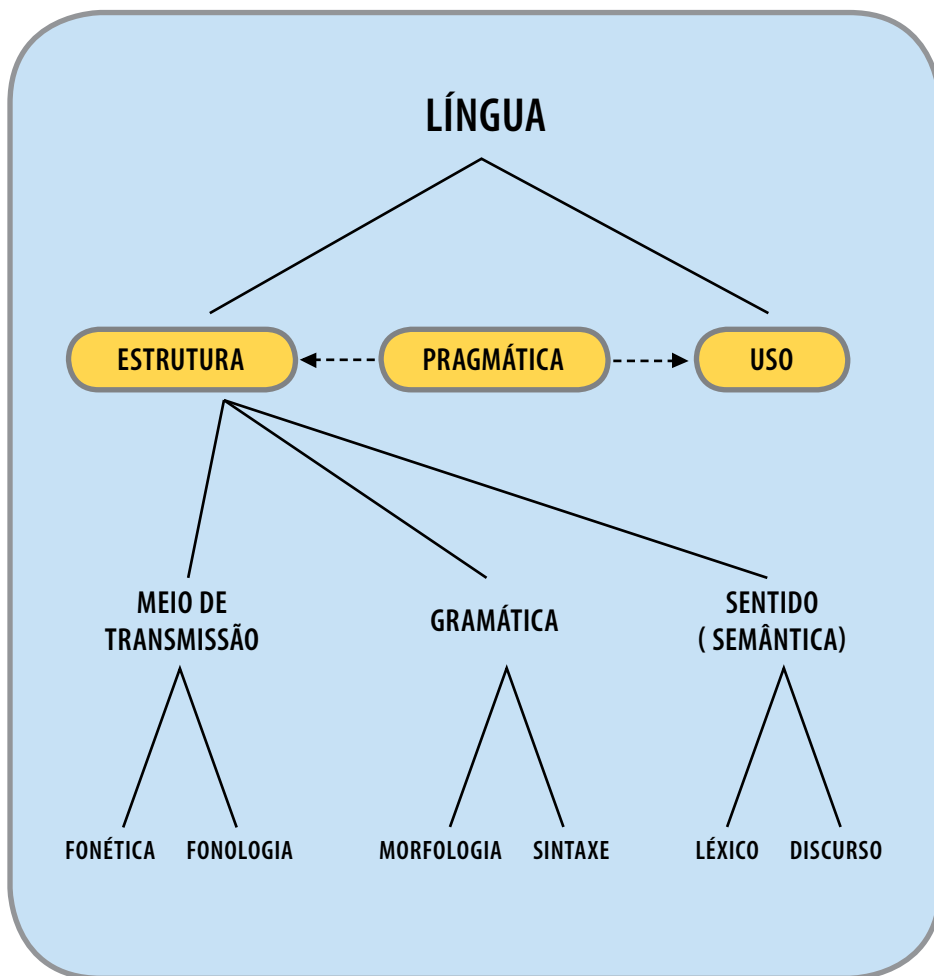 LÍNGUA
ESTRUTURA
PRAGMÁTICA
USO
MEIO DE
TRANSMISSÃO
GRAMÁTICA
SENTIDO
( SEMÂNTICA)
FONÉTICA
FONOLOGIA
MORFOLOGIA
SINTAXE
LÉXICO
DISCURSO